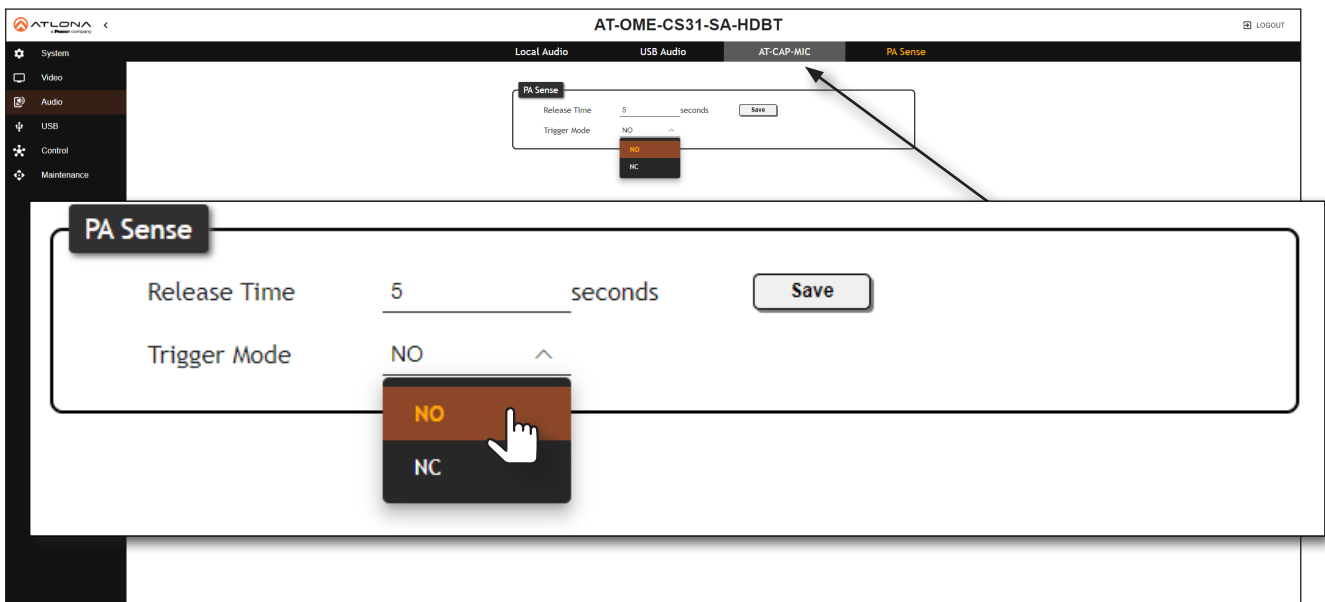 ATLONA
AT-OME-CS31-SA-HDBT
LOGOUT
a Panduit company
System
Local Audio USB Audio AT-CAP-MIC PA Sense
Video
Audio
USB
Control
Maintenance
PA Sense
Release Time 5 seconds Save
Trigger Mode NO
NO
NC
PA Sense
Release Time 5 seconds Save
Trigger Mode NO
NO
NC